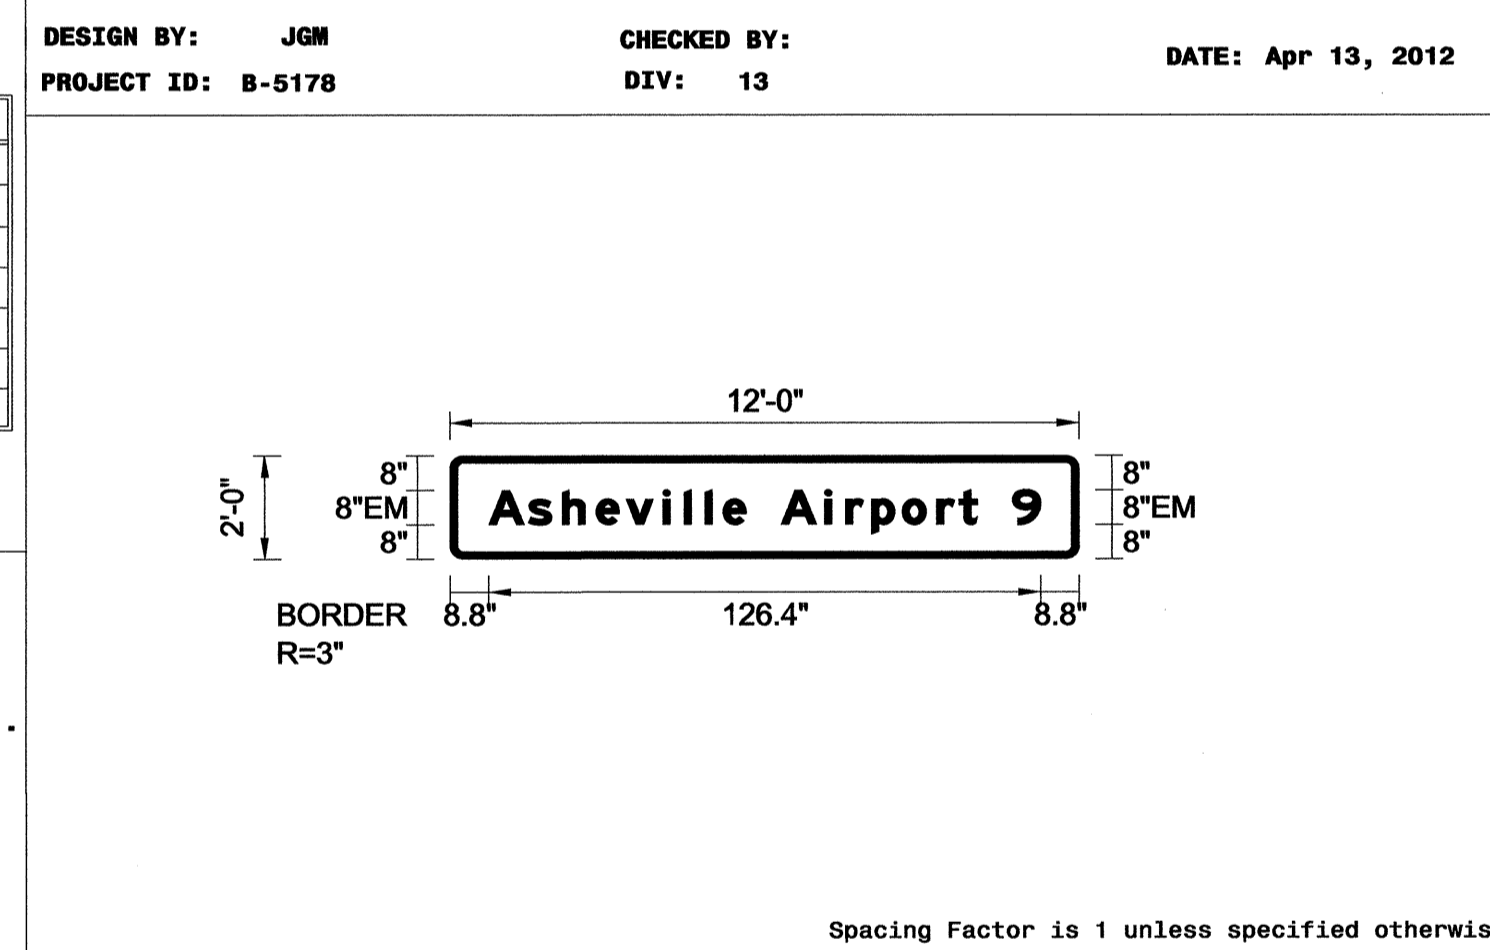 DESIGN BY: JGM
CHECKED BY:
DATE: Apr 13, 2012
PROJECT ID: B-5178
DIV: 13
12'-0"
2'-0"
8"
8"EM
8"
Asheville Airport 9
8"
8"EM
8"
BORDER
R=3"
8.8"
126.4"
8.8"
Spacing Factor is 1 unless specified otherwis